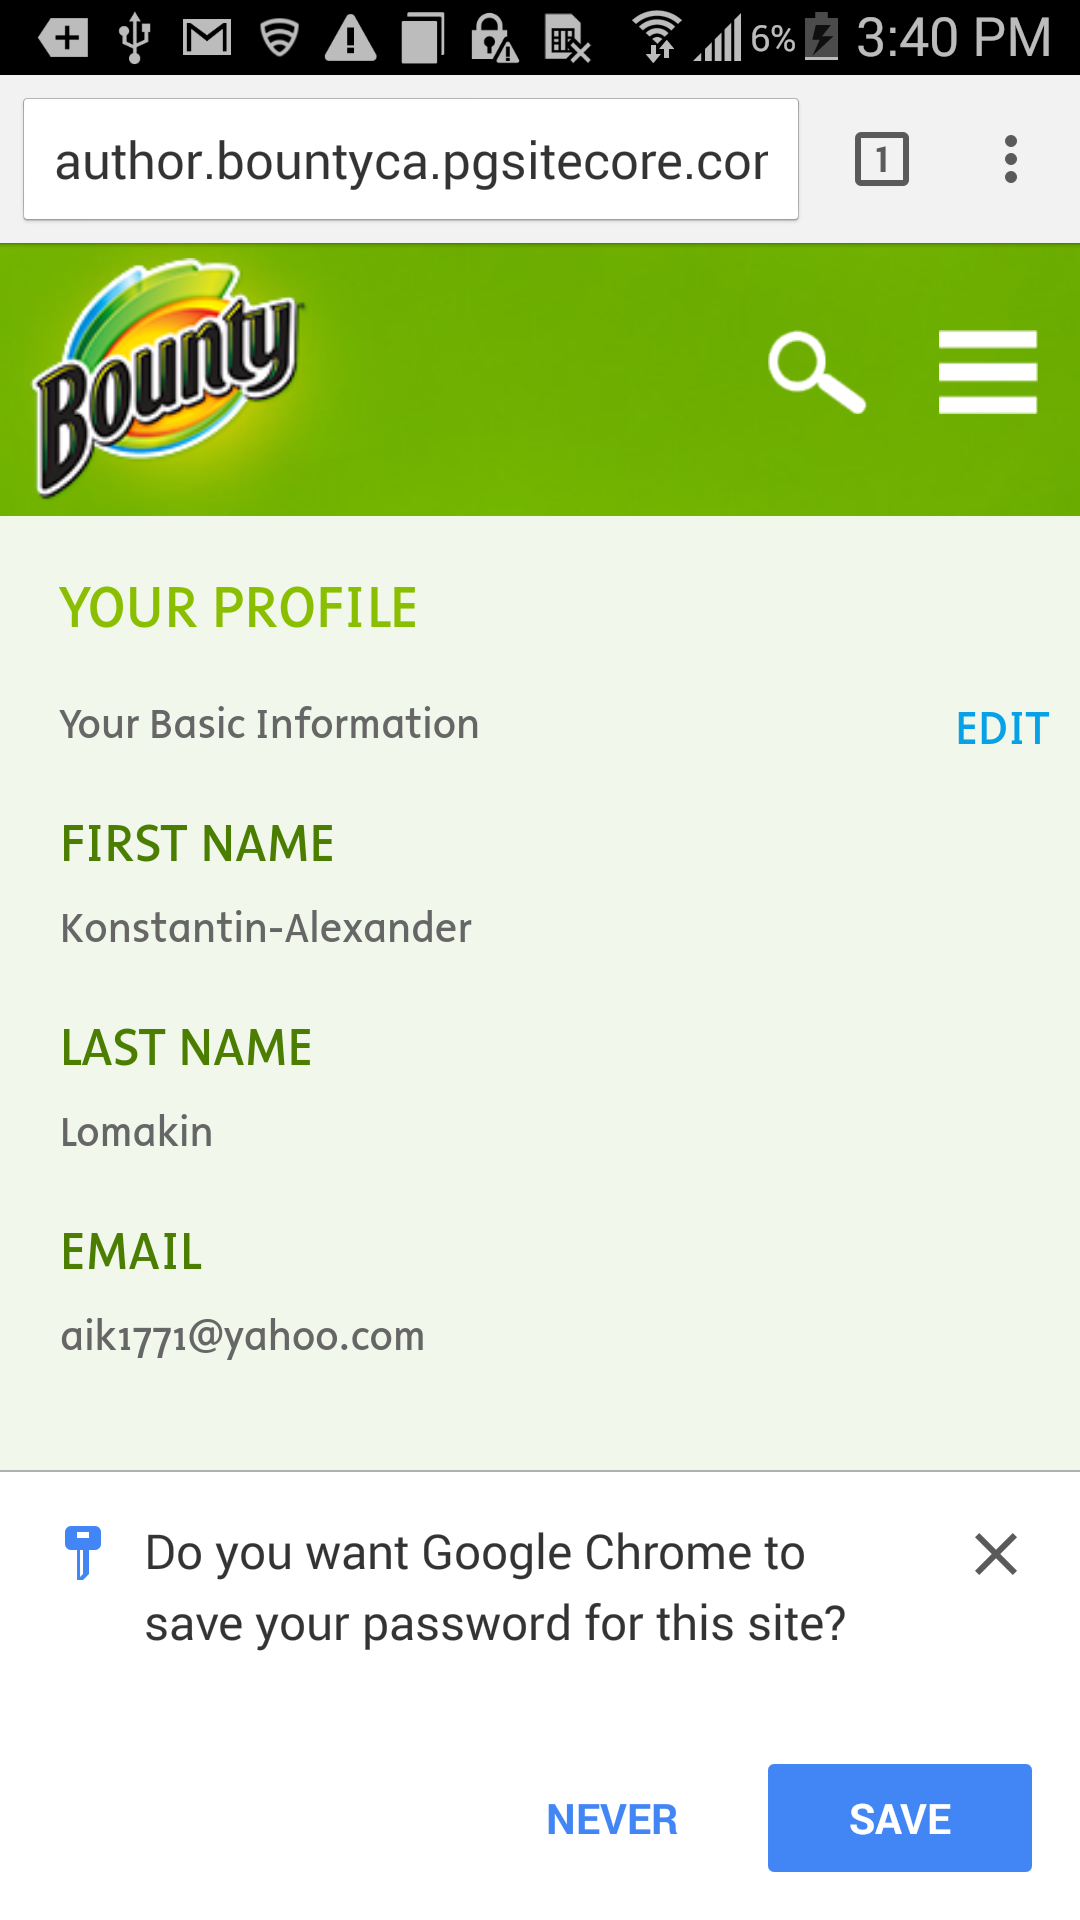 6% 3:40 PM
author.bountyca.pgsitecore.cor
1
Bounty
YOUR PROFILE
Your Basic Information
EDIT
FIRST NAME
Konstantin-Alexander
LAST NAME
Lomakin
EMAIL
aik1771@yahoo.com
Do you want Google Chrome to
save your password for this site?
NEVER
SAVE